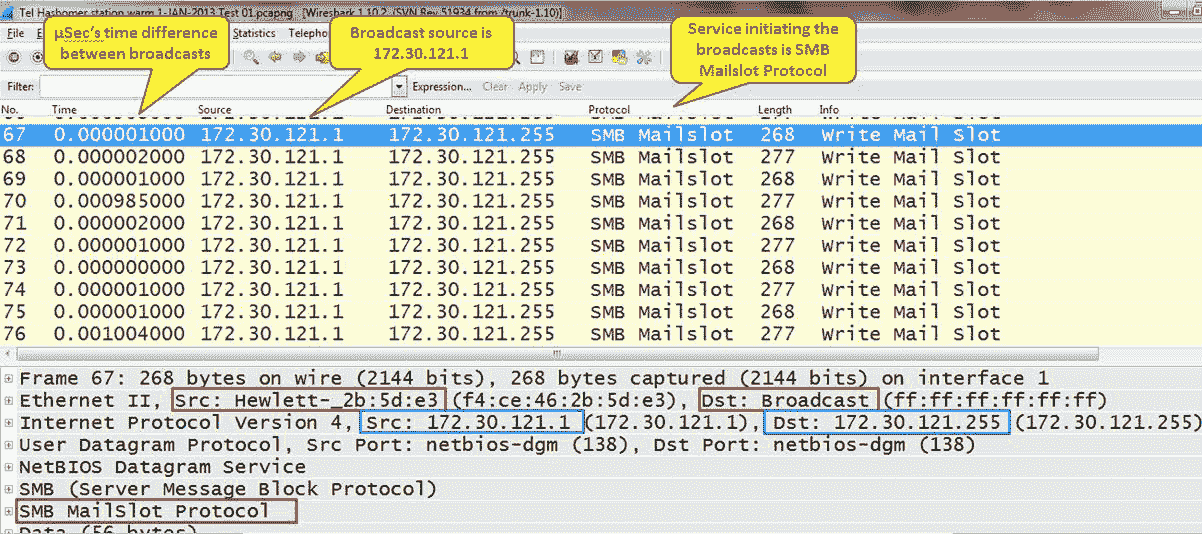 Tel Hashomer station warm 1-JAN-2013 Test 01.pcapng [Wireshark 1.10.2 (SVN Rev 51934 from /trunk-1.10)]
µSec's time difference
between broadcasts
Broadcast source is
172.30.121.1
Service initiating the
broadcasts is SMB
Mailslot Protocol
File Statistics
Filter: Expression... Clear Apply Save
No. Time Source Destination Protocol Length Info
67 0.000001000 172.30.121.1 172.30.121.255 SMB Mailslot 268 Write Mail Slot
68 0.000002000 172.30.121.1 172.30.121.255 SMB Mailslot 277 Write Mail Slot
69 0.000001000 172.30.121.1 172.30.121.255 SMB Mailslot 268 Write Mail Slot
70 0.000985000 172.30.121.1 172.30.121.255 SMB Mailslot 277 Write Mail Slot
71 0.000002000 172.30.121.1 172.30.121.255 SMB Mailslot 268 Write Mail Slot
72 0.000001000 172.30.121.1 172.30.121.255 SMB Mailslot 277 Write Mail Slot
73 0.000000000 172.30.121.1 172.30.121.255 SMB Mailslot 268 Write Mail Slot
74 0.000001000 172.30.121.1 172.30.121.255 SMB Mailslot 277 Write Mail Slot
75 0.000001000 172.30.121.1 172.30.121.255 SMB Mailslot 268 Write Mail Slot
76 0.001004000 172.30.121.1 172.30.121.255 SMB Mailslot 277 Write Mail Slot
Frame 67: 268 bytes on wire (2144 bits), 268 bytes captured (2144 bits) on interface 1
Ethernet II, Src: Hewlett-_2b:5d:e3 (f4:ce:46:2b:5d:e3), Dst: Broadcast (ff:ff:ff:ff:ff:ff)
Internet Protocol Version 4, Src: 172.30.121.1 (172.30.121.1), Dst: 172.30.121.255 (172.30.121.255)
User Datagram Protocol, Src Port: netbios-dgm (138), Dst Port: netbios-dgm (138)
NetBIOS Datagram Service
SMB (Server Message Block Protocol)
SMB MailSlot Protocol
Data (56 bytes)